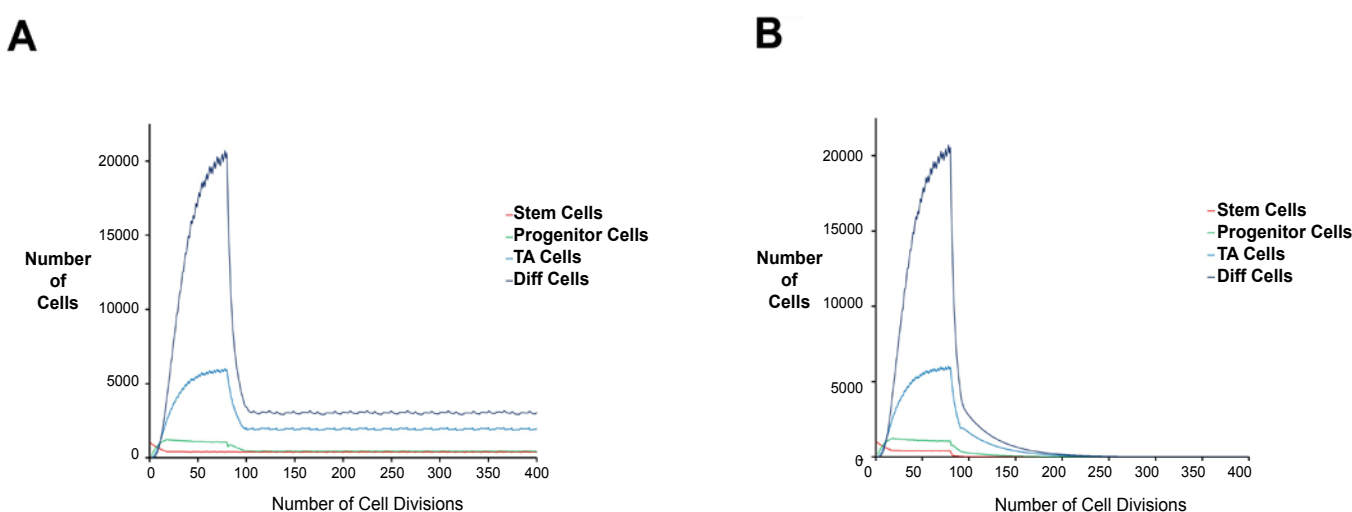 A
20000
15000
10000
5000
0
Number
of
Cells
0 50 100 150 200 250 300 350 400
Number of Cell Divisions
Stem Cells
Progenitor Cells
TA Cells
Diff Cells
B
20000
15000
10000
5000
0
Number
of
Cells
0 50 100 150 200 250 300 350 400
Number of Cell Divisions
Stem Cells
Progenitor Cells
TA Cells
Diff Cells